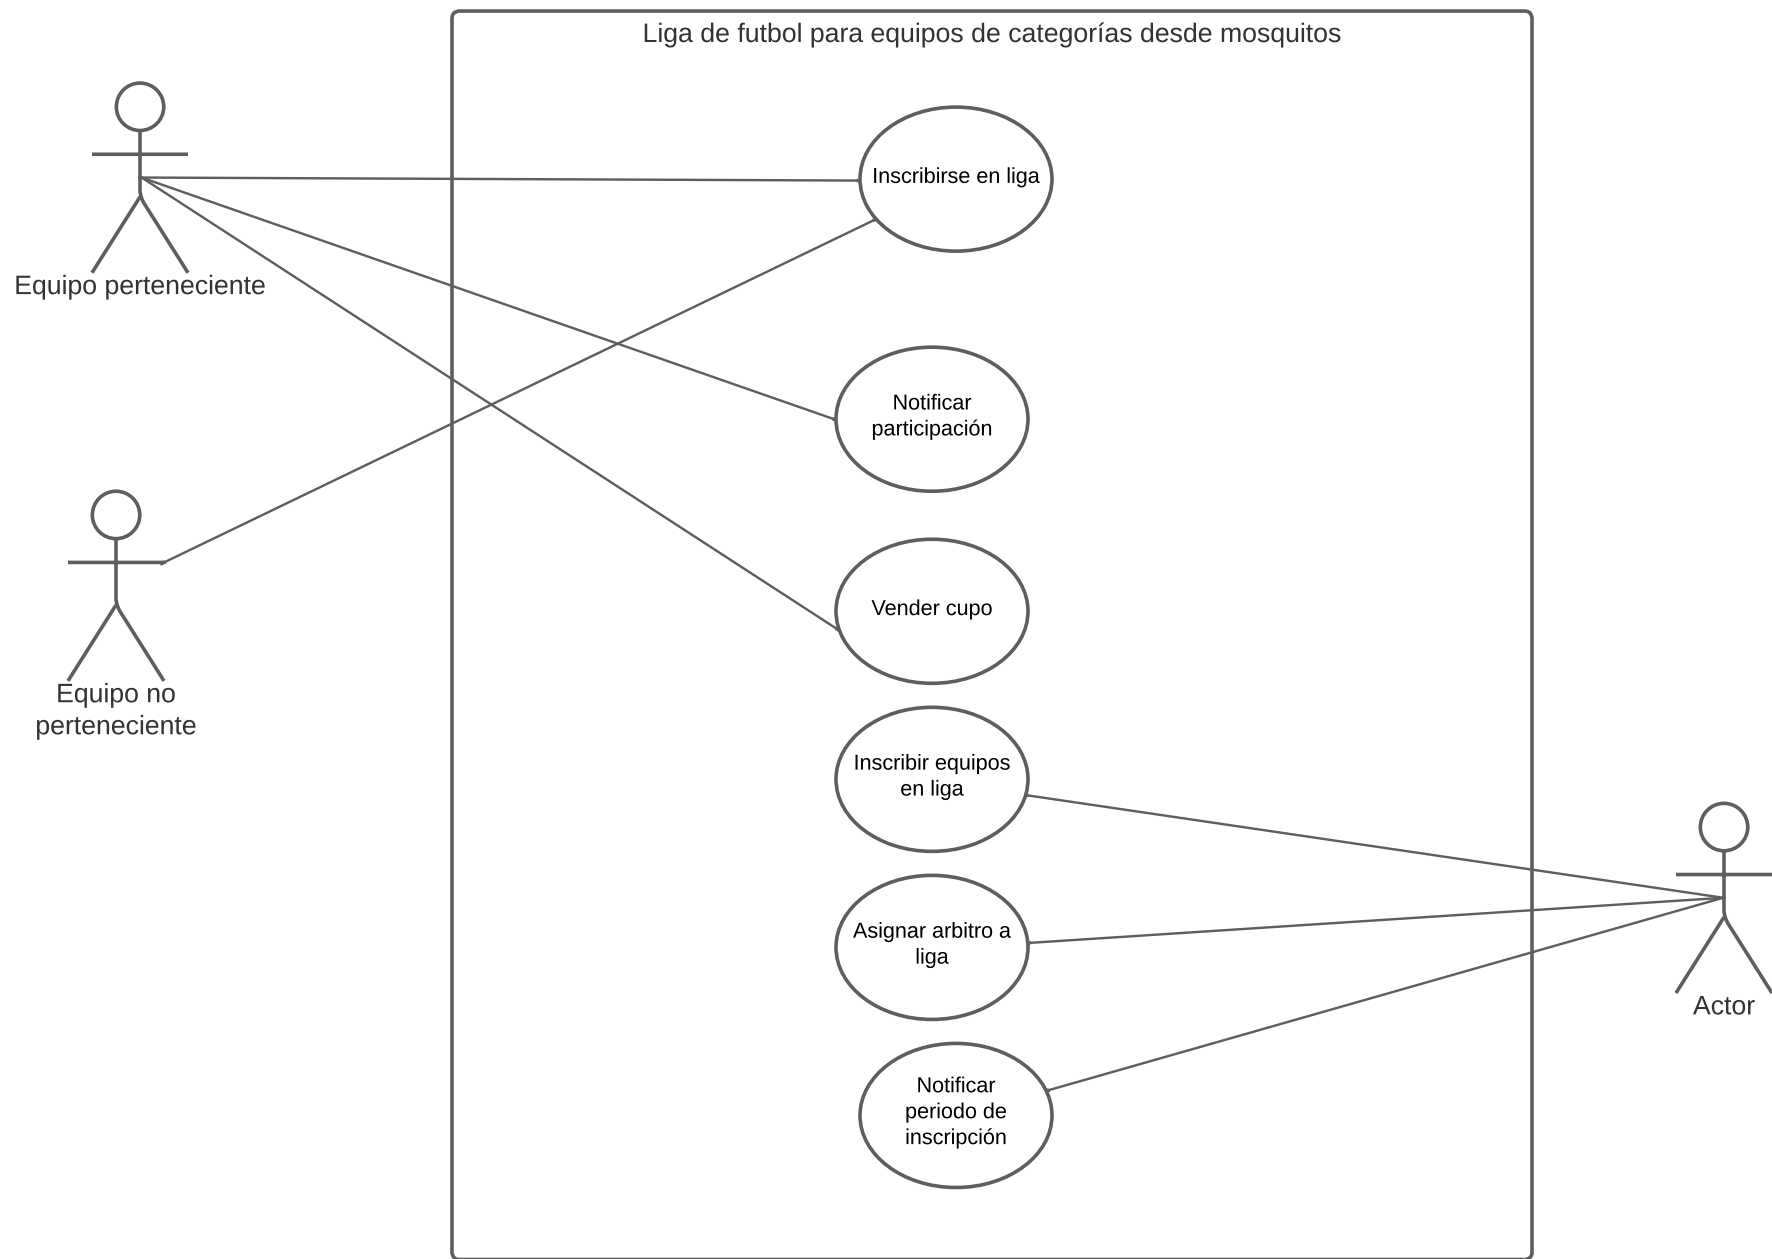 Liga de futbol para equipos de categorías desde mosquitos
Inscribirse en liga
Equipo perteneciente
Notificar
participación
Vender cupo
Equipo no
perteneciente
Inscribir equipos
en liga
Asignar arbitro a
liga
Actor
Notificar
periodo de
inscripción